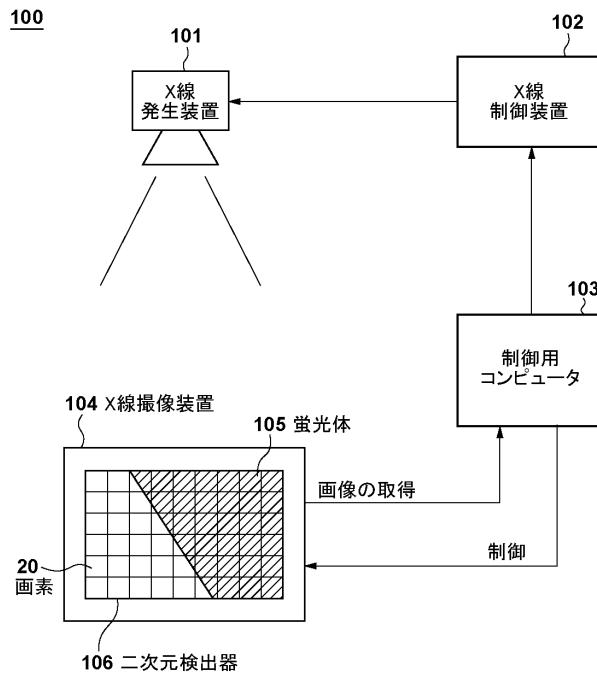 100
101
X線
発生装置
102
X線
制御装置
103
制御用
コンピュータ
104 X線撮像装置
105 蛍光体
画像の取得
制御
20
画素
106 二次元検出器